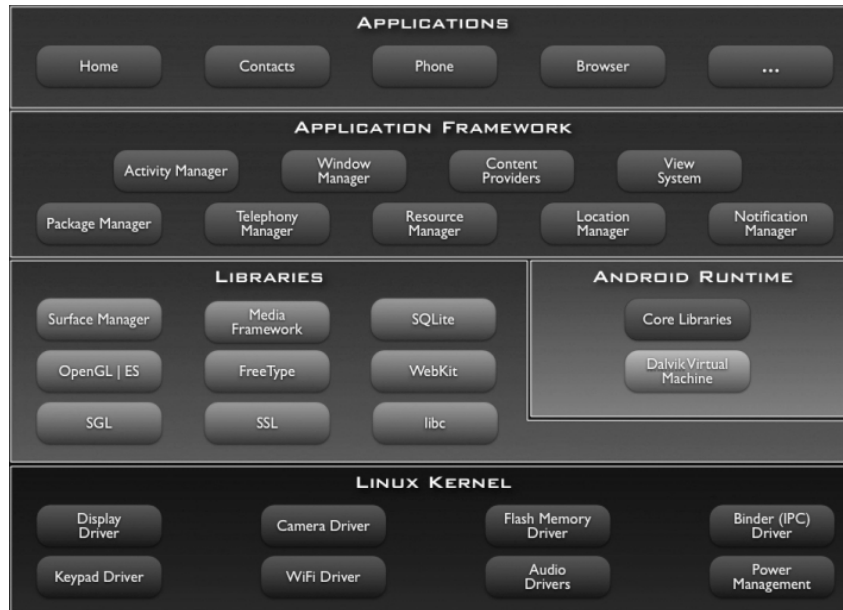 APPLICATIONS
Home
Contacts
Phone
Browser
...
APPLICATION FRAMEWORK
Activity Manager
Window
Manager
Content
Providers
View
System
Package Manager
Telephony
Manager
Resource
Manager
Location
Manager
Notification
Manager
LIBRARIES
Surface Manager
Media
Framework
SQLite
OpenGL | ES
FreeType
WebKit
SGL
SSL
libc
ANDROID RUNTIME
Core Libraries
Dalvik Virtual
Machine
LINUX KERNEL
Display
Driver
Camera Driver
Flash Memory
Driver
Binder (IPC)
Driver
Keypad Driver
WiFi Driver
Audio
Drivers
Power
Management